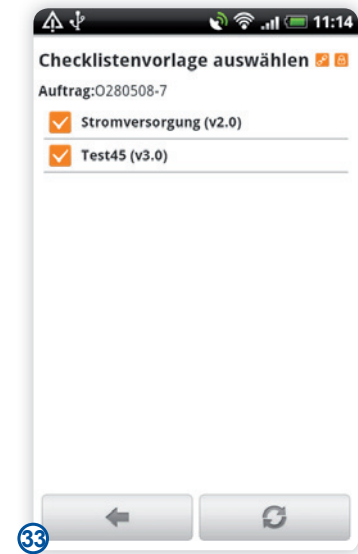 11:14
Checklistenvorlage auswählen
Auftrag:O280508-7
Stromversorgung (v2.0)
Test45 (v3.0)
33